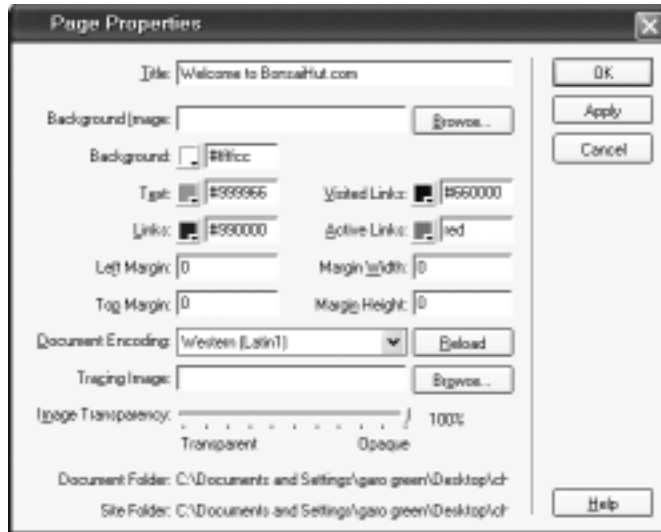 Page Properties
Title: Welcome to BonsaiHut.com
OK
Background Image:
Browse...
Apply
Background: #ffffcc
Cancel
Text: #999966
Visited Links: #660000
Links: #990000
Active Links: red
Left Margin: 0
Margin Width: 0
Top Margin: 0
Margin Height: 0
Document Encoding: Western (Latin1)
Reload
Tracing Image:
Browse...
Image Transparency:
100%
Transparent
Opaque
Document Folder: C:\Documents and Settings\garo green\Desktop\ch
Site Folder: C:\Documents and Settings\garo green\Desktop\ch
Help